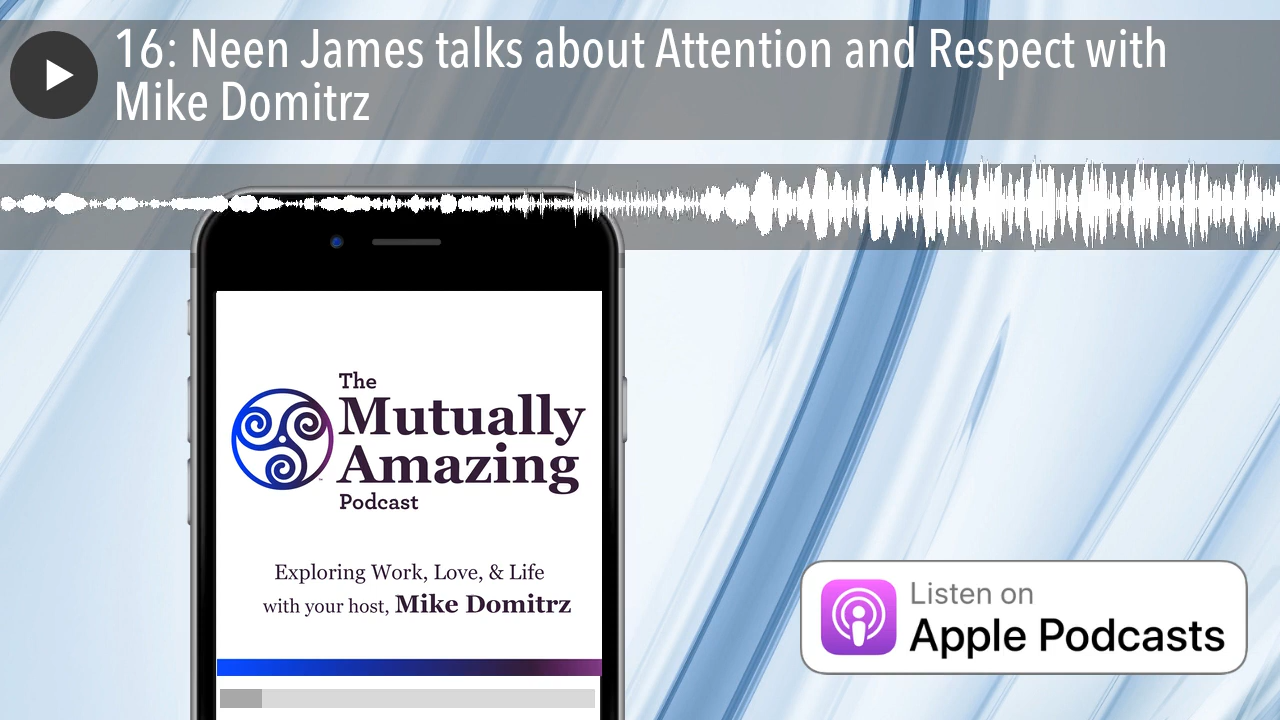 16: Neen James talks about Attention and Respect with
Mike Domitrz
The
Mutually
Amazing
Podcast
Exploring Work, Love, & Life
with your host, Mike Domitrz
Listen on
Apple Podcasts